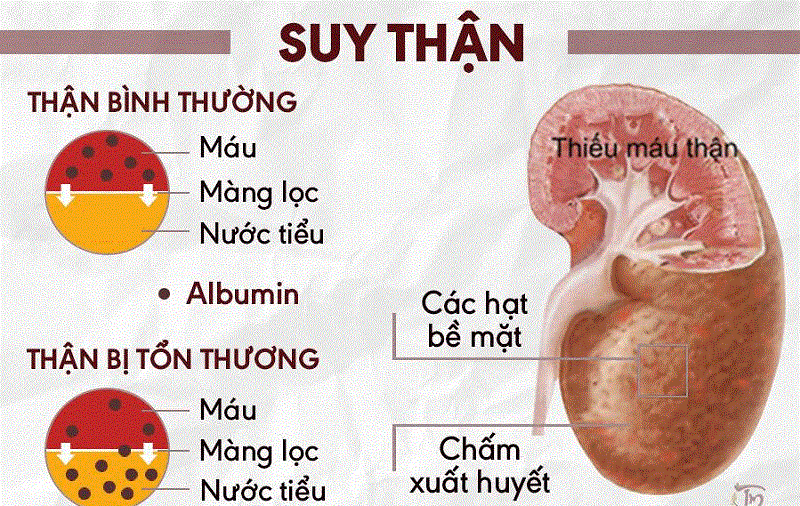 SUY THẬN
THẬN BÌNH THƯỜNG
Máu
Màng lọc
Nước tiểu
Albumin
THẬN BỊ TỔN THƯƠNG
Máu
Màng lọc
Nước tiểu
Thiếu máu thận
Các hạt
bề mặt
Chấm
xuất huyết